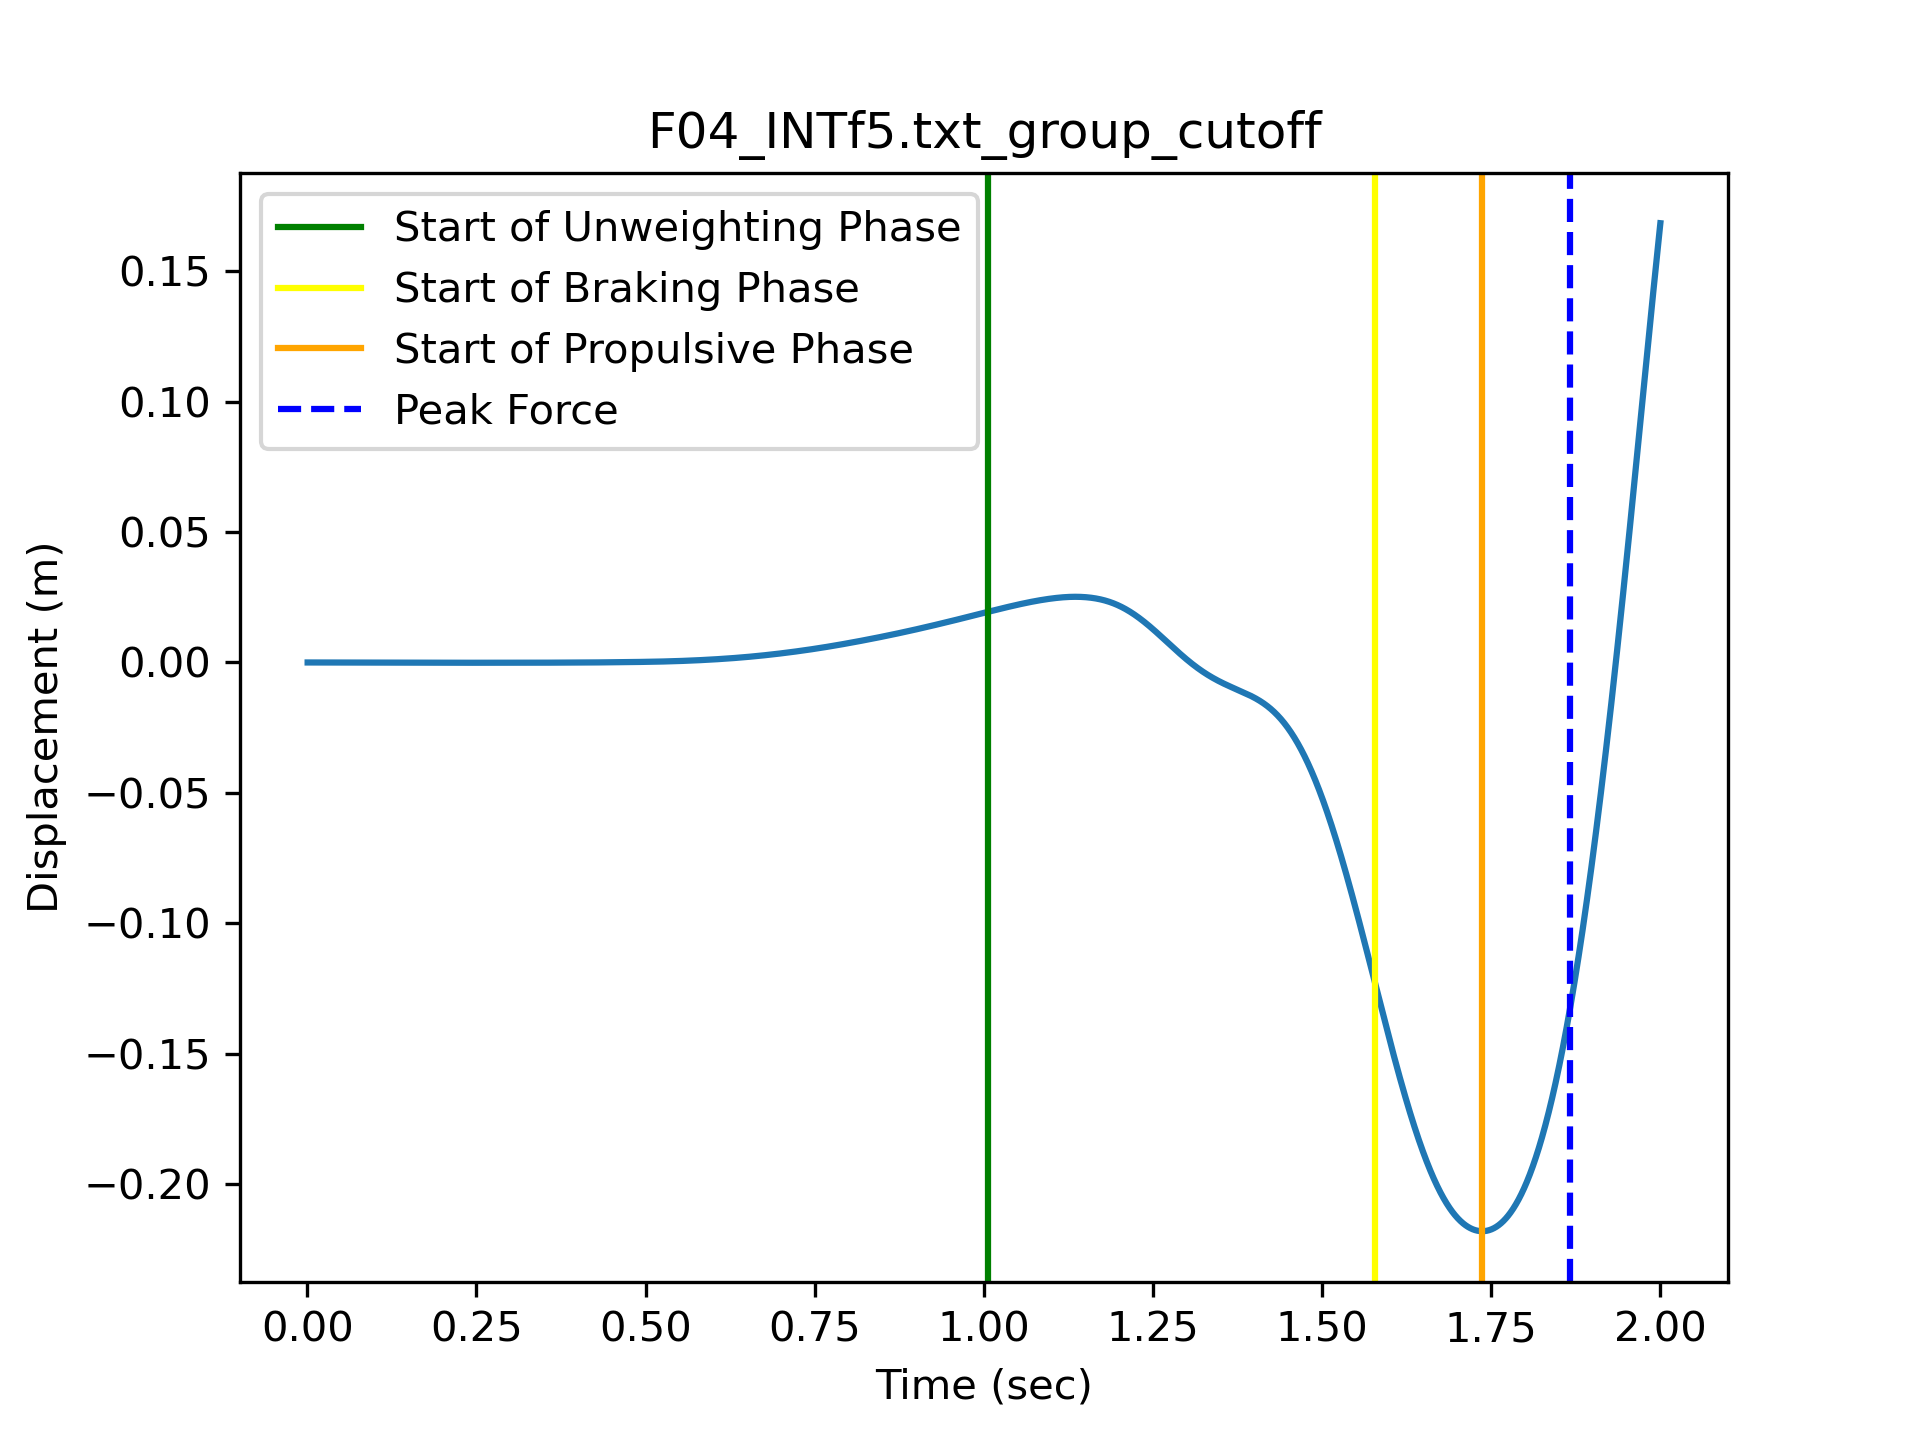 F04_INTf5.txt_group_cutoff
Start of Unweighting Phase
Start of Braking Phase
Start of Propulsive Phase
Peak Force
Displacement (m)
0.15
0.10
0.05
0.00
−0.05
−0.10
−0.15
−0.20
0.00 0.25 0.50 0.75 1.00 1.25 1.50 1.75 2.00
Time (sec)